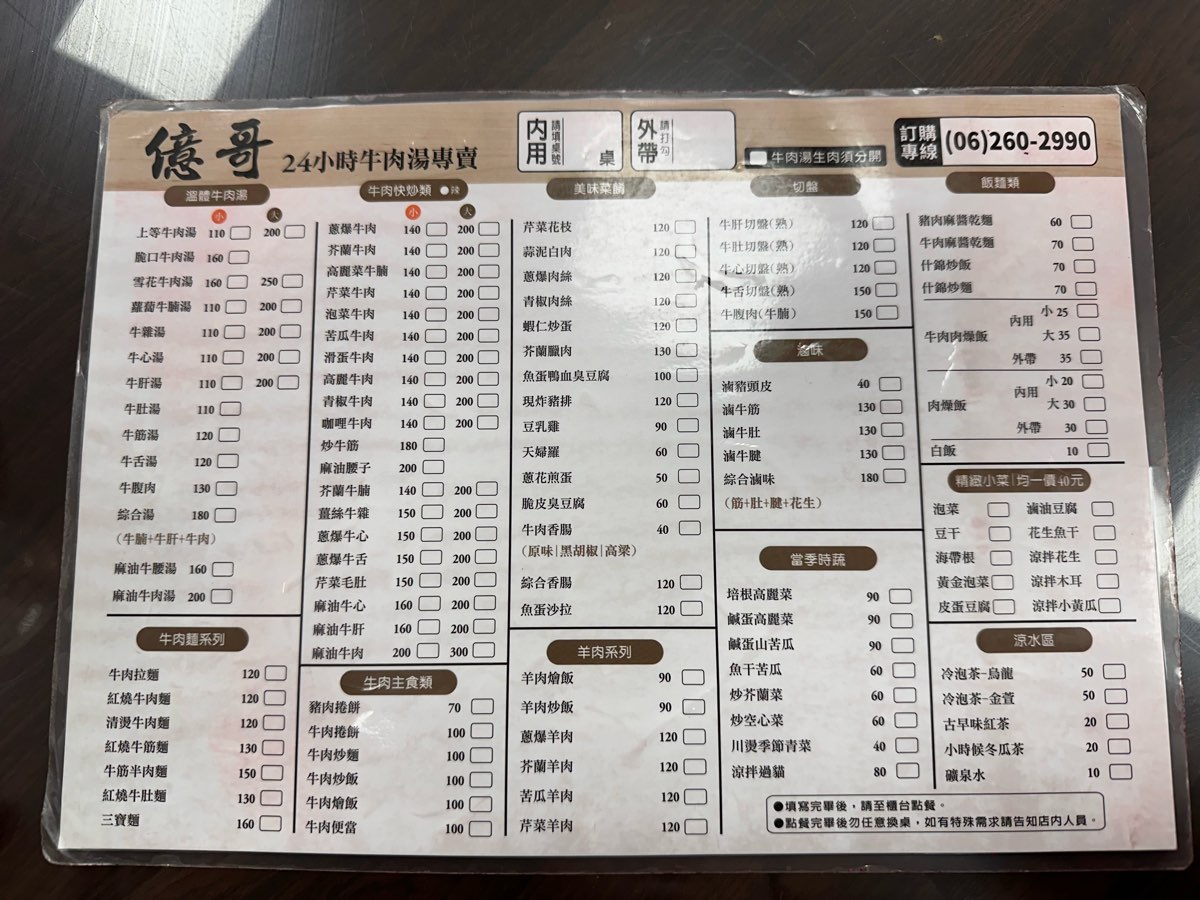 億哥 24小時牛肉湯專賣
內用 請填桌號 桌
外帶 請打勾
牛肉湯生肉須分開
訂購專線 (06)260-2990
溫體牛肉湯
小 大
上等牛肉湯 110 200
脆口牛肉湯 160
雪花牛肉湯 160 250
蘿蔔牛腩湯 110 200
牛雜湯 110 200
牛心湯 110 200
牛肝湯 110 200
牛肚湯 110
牛筋湯 120
牛舌湯 120
牛腹肉 130
綜合湯 180
(牛腩+牛肝+牛肉)
麻油牛腰湯 160
麻油牛肉湯 200
牛肉麵系列
牛肉拉麵 120
紅燒牛肉麵 120
清燙牛肉麵 120
紅燒牛筋麵 130
牛筋半肉麵 150
紅燒牛肚麵 130
三寶麵 160
牛肉快炒類 ●辣
小 大
蔥爆牛肉 140 200
芥蘭牛肉 140 200
高麗菜牛腩 140 200
芹菜牛肉 140 200
泡菜牛肉 140 200
苦瓜牛肉 140 200
滑蛋牛肉 140 200
高麗牛肉 140 200
青椒牛肉 140 200
咖哩牛肉 140 200
炒牛筋 180
麻油腰子 200
芥蘭牛腩 140 200
薑絲牛雜 150 200
蔥爆牛心 150 200
蔥爆牛舌 150 200
芹菜毛肚 150 200
麻油牛心 160 200
麻油牛肝 160 200
麻油牛肉 200 300
牛肉主食類
豬肉捲餅 70
牛肉捲餅 100
牛肉炒麵 100
牛肉炒飯 100
牛肉燴飯 100
牛肉便當 100
美味菜餚
芹菜花枝 120
蒜泥白肉 120
蔥爆肉絲 120
青椒肉絲 120
蝦仁炒蛋 120
芥蘭臘肉 130
魚蛋鴨血臭豆腐 100
現炸豬排 120
豆乳雞 90
天婦羅 60
蔥花煎蛋 50
脆皮臭豆腐 60
牛肉香腸 40
(原味|黑胡椒|高粱)
綜合香腸 120
魚蛋沙拉 120
羊肉系列
羊肉燴飯 90
羊肉炒飯 90
蔥爆羊肉 120
芥蘭羊肉 120
苦瓜羊肉 120
芹菜羊肉 120
切盤
牛肝切盤(熟) 120
牛肚切盤(熟) 120
牛心切盤(熟) 120
牛舌切盤(熟) 150
牛腹肉(牛腩) 150
滷味
滷豬頭皮 40
滷牛筋 130
滷牛肚 130
滷牛腱 130
綜合滷味 180
(筋+肚+腱+花生)
當季時蔬
培根高麗菜 90
鹹蛋高麗菜 90
鹹蛋山苦瓜 90
魚干苦瓜 60
炒芥蘭菜 60
炒空心菜 60
川燙季節青菜 40
涼拌過貓 80
飯麵類
豬肉麻醬乾麵 60
牛肉麻醬乾麵 70
什錦炒飯 70
什錦炒麵 70
牛肉肉燥飯 內用 小 25
大 35
外帶 35
肉燥飯 內用 小 20
大 30
外帶 30
白飯 10
精緻小菜|均一價40元
泡菜 滷油豆腐
豆干 花生魚干
海帶根 涼拌花生
黃金泡菜 涼拌木耳
皮蛋豆腐 涼拌小黃瓜
涼水區
冷泡茶-烏龍 50
冷泡茶-金萱 50
古早味紅茶 20
小時候冬瓜茶 20
礦泉水 10
●填寫完畢後，請至櫃台點餐。
●點餐完畢後勿任意換桌，如有特殊需求請告知店內人員。